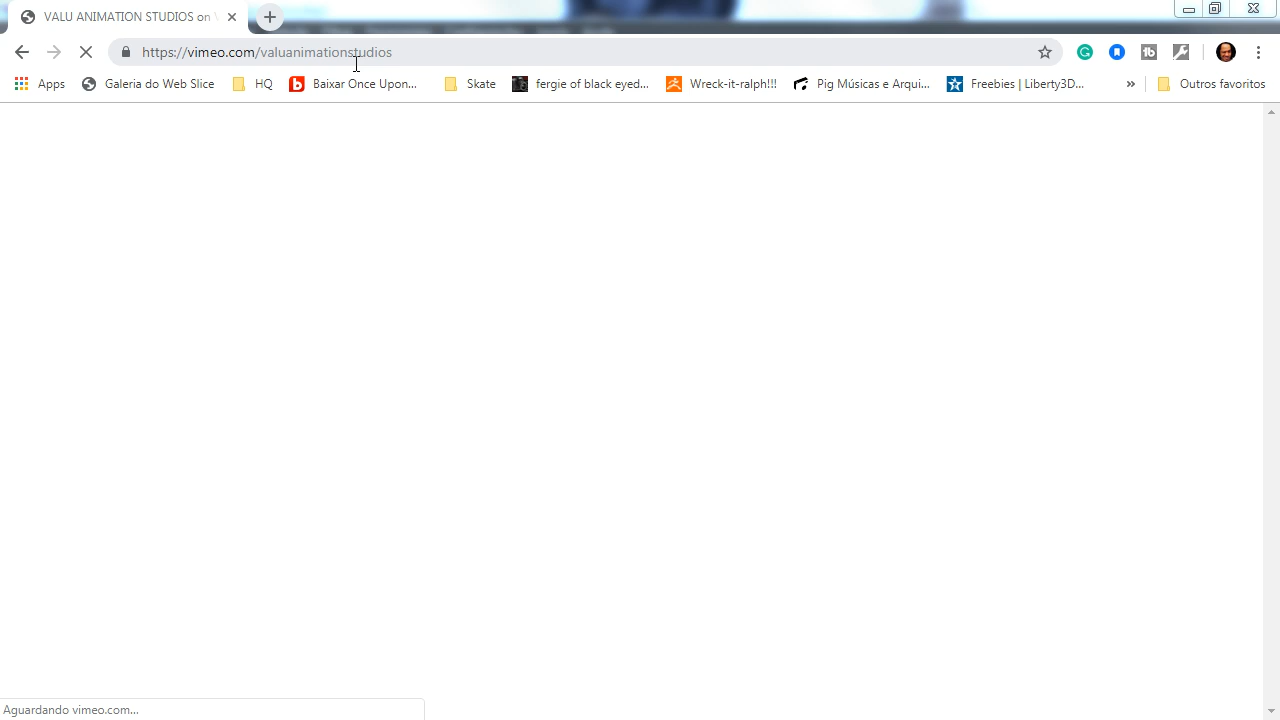 VALU ANIMATION STUDIOS on
https://vimeo.com/valuanimationstudios
Apps Galeria do Web Slice HQ Baixar Once Upon... Skate fergie of black eyed... Wreck-it-ralph!!! Pig Músicas e Arqui... Freebies | Liberty3D... » Outros favoritos
Aguardando vimeo.com...